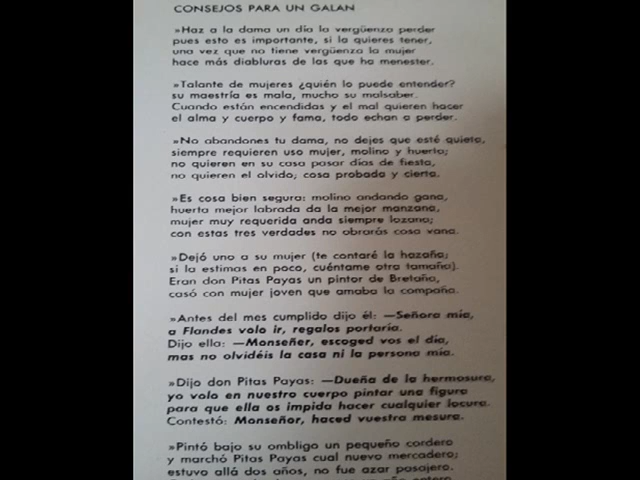 CONSEJOS PARA UN GALAN
»Haz a la dama un día la vergüenza perder
pues esto es importante, si la quieres tener,
una vez que no tiene vergüenza la mujer
hace más diabluras de las que ha menester.
»Talante de mujeres ¿quién lo puede entender?
su maestría es mala, mucho su malsaber.
Cuando están encendidas y el mal quieren hacer
el alma y cuerpo y fama, todo echan a perder.
»No abandones tu dama, no dejes que esté quieta,
siempre requieren uso mujer, molino y huerta;
no quieren en su casa pasar días de fiesta,
no quieren el olvido; cosa probada y cierta.
»Es cosa bien segura: molino andando gana,
huerta mejor labrada da la mejor manzana,
mujer muy requerida anda siempre lozana;
con estas tres verdades no obrarás cosa vana.
»Dejó uno a su mujer (te contaré la hazaña;
si la estimas en poco, cuéntame otra tamaña).
Eran don Pitas Payas un pintor de Bretaña,
casó con mujer joven que amaba la compaña.
»Antes del mes cumplido dijo él: —Señora mía,
a Flandes volo ir, regalos portaría.
Dijo ella: —Monseñer, escoged vos el día,
mas no olvidéis la casa ni la persona mía.
»Dijo don Pitas Payas: —Dueña de la hermosura,
yo volo en nuestro cuerpo pintar una figura
para que ella os impida hacer cualquier locura.
Contestó: Monseñor, haced vuestra mesura.
»Pintó bajo su ombligo un pequeño cordero
y marchó Pitas Payas cual nuevo mercadero;
estuvo allá dos años, no fue azar pasajero.